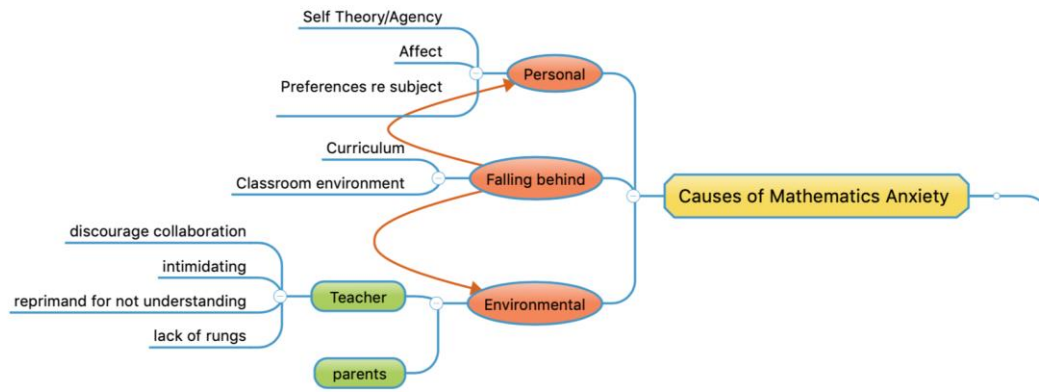 Self Theory/Agency
Affect
Preferences re subject
Personal
Curriculum
Classroom environment
Falling behind
Causes of Mathematics Anxiety
discourage collaboration
intimidating
reprimand for not understanding
lack of rungs
Teacher
parents
Environmental